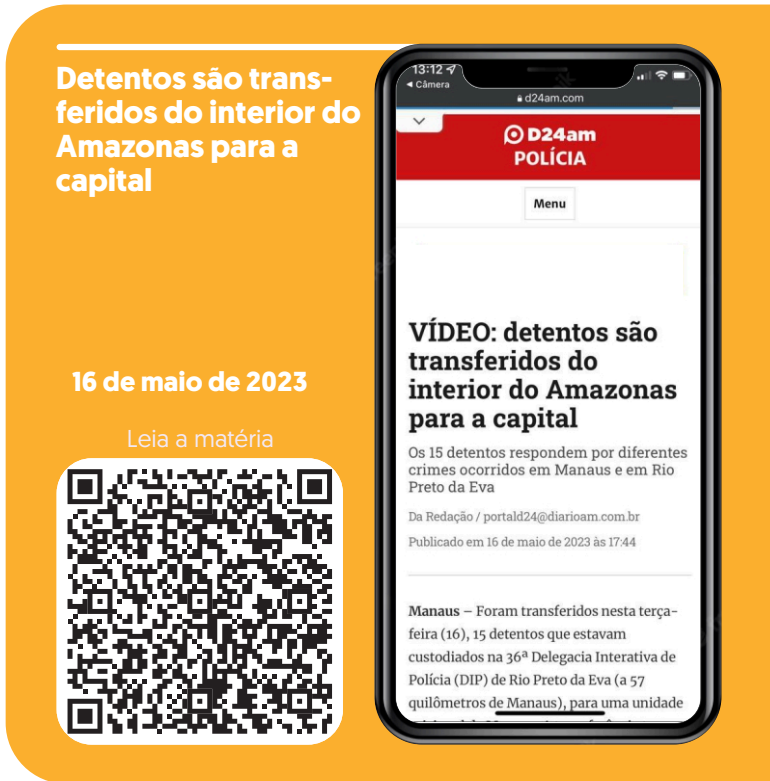 Detentos são trans-
feridos do interior do
Amazonas para a
capital
16 de maio de 2023
Leia a matéria
13:12
Câmera
d24am.com
D24am
POLÍCIA
Menu
VÍDEO: detentos são
transferidos do
interior do Amazonas
para a capital
Os 15 detentos respondem por diferentes
crimes ocorridos em Manaus e em Rio
Preto da Eva
Da Redação / portald24@diarioam.com.br
Publicado em 16 de maio de 2023 às 17:44
Manaus – Foram transferidos nesta terça-
feira (16), 15 detentos que estavam
custodiados na 36ª Delegacia Interativa de
Polícia (DIP) de Rio Preto da Eva (a 57
quilômetros de Manaus), para uma unidade